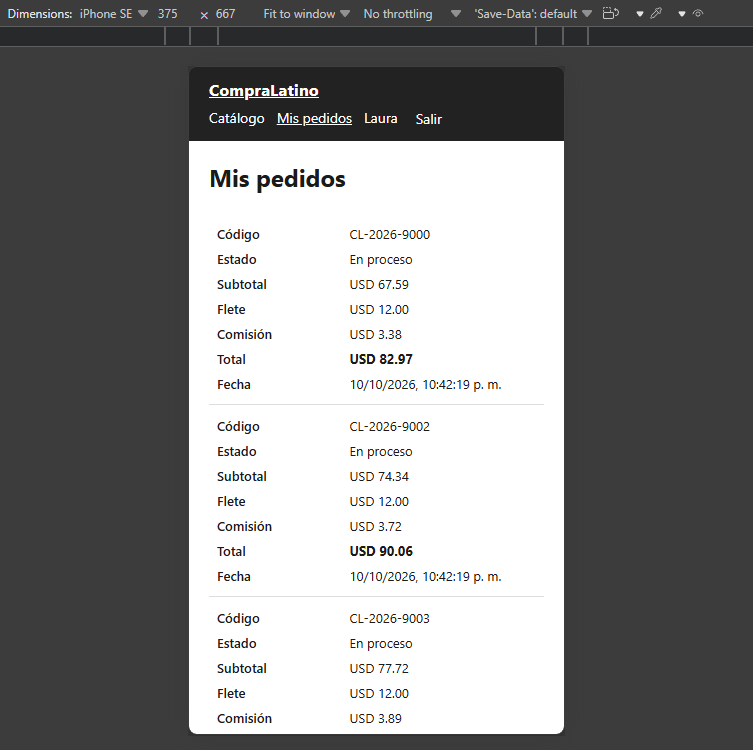 Dimensions: iPhone SE 375 x 667 Fit to window No throttling 'Save-Data': default
CompraLatino
Catálogo Mis pedidos Laura Salir
Mis pedidos
Código CL-2026-9000
Estado En proceso
Subtotal USD 67.59
Flete USD 12.00
Comisión USD 3.38
Total USD 82.97
Fecha 10/10/2026, 10:42:19 p. m.
Código CL-2026-9002
Estado En proceso
Subtotal USD 74.34
Flete USD 12.00
Comisión USD 3.72
Total USD 90.06
Fecha 10/10/2026, 10:42:19 p. m.
Código CL-2026-9003
Estado En proceso
Subtotal USD 77.72
Flete USD 12.00
Comisión USD 3.89